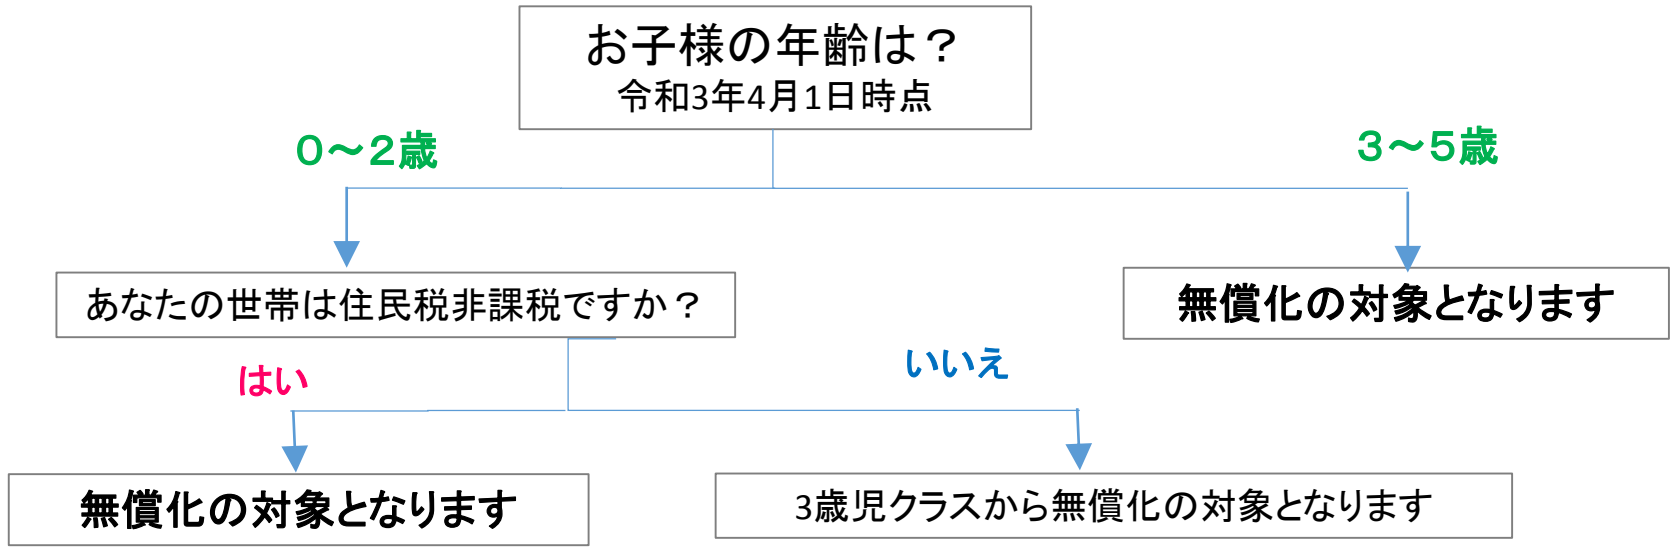 お子様の年齢は？
令和3年4月1日時点
０～２歳
３～５歳
あなたの世帯は住民税非課税ですか？
無償化の対象となります
はい
いいえ
無償化の対象となります
3歳児クラスから無償化の対象となります